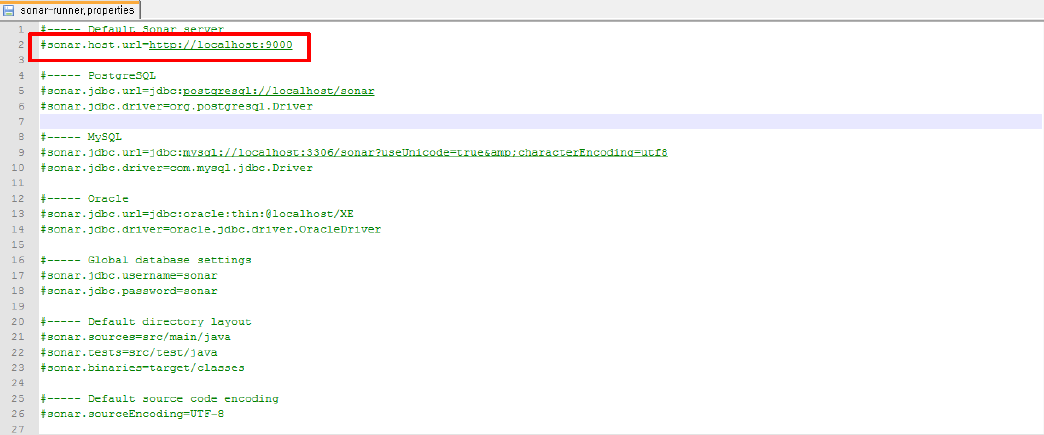 sonar-runner.properties
1 #----- Default Sonar server
2 #sonar.host.url=http://localhost:9000
3
4 #----- PostgreSQL
5 #sonar.jdbc.url=jdbc:postgresql://localhost/sonar
6 #sonar.jdbc.driver=org.postgresql.Driver
7
8 #----- MySQL
9 #sonar.jdbc.url=jdbc:mysql://localhost:3306/sonar?useUnicode=true&amp;characterEncoding=utf8
10 #sonar.jdbc.driver=com.mysql.jdbc.Driver
11
12 #----- Oracle
13 #sonar.jdbc.url=jdbc:oracle:thin:@localhost/XE
14 #sonar.jdbc.driver=oracle.jdbc.driver.OracleDriver
15
16 #----- Global database settings
17 #sonar.jdbc.username=sonar
18 #sonar.jdbc.password=sonar
19
20 #----- Default directory layout
21 #sonar.sources=src/main/java
22 #sonar.tests=src/test/java
23 #sonar.binaries=target/classes
24
25 #----- Default source code encoding
26 #sonar.sourceEncoding=UTF-8
27